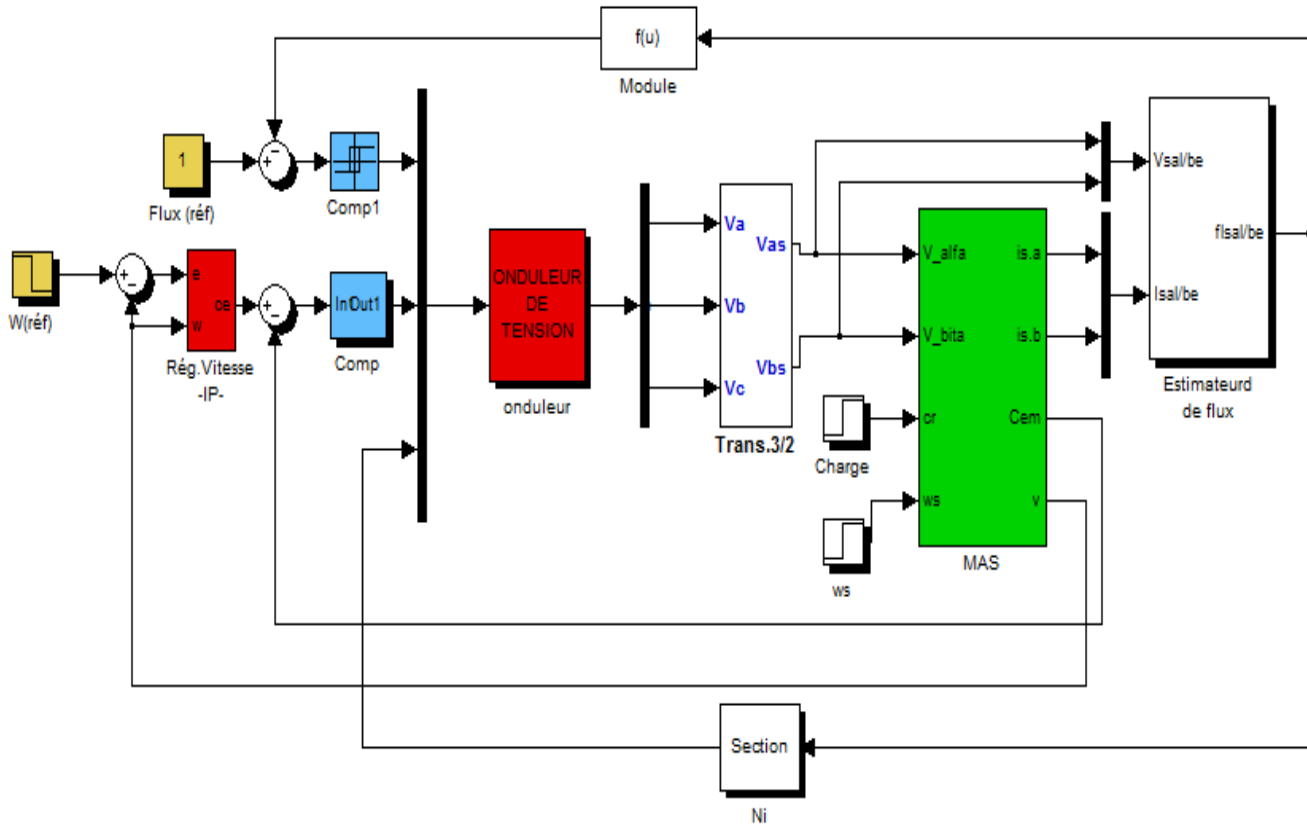 f(u)
Module
1
Flux (réf)
Comp1
W(réf)
e
w
oe
Rég.Vitesse
-IP-
In1Out1
Comp
ONDULEUR
DE
TENSION
onduleur
Va
Vb
Vc
Vas
Vbs
Trans.3/2
Charge
ws
V_alfa
V_bita
cr
ws
is.a
is.b
Cem
v
MAS
Vsal/be
Isal/be
flsal/be
Estimateurd
de flux
Section
Ni